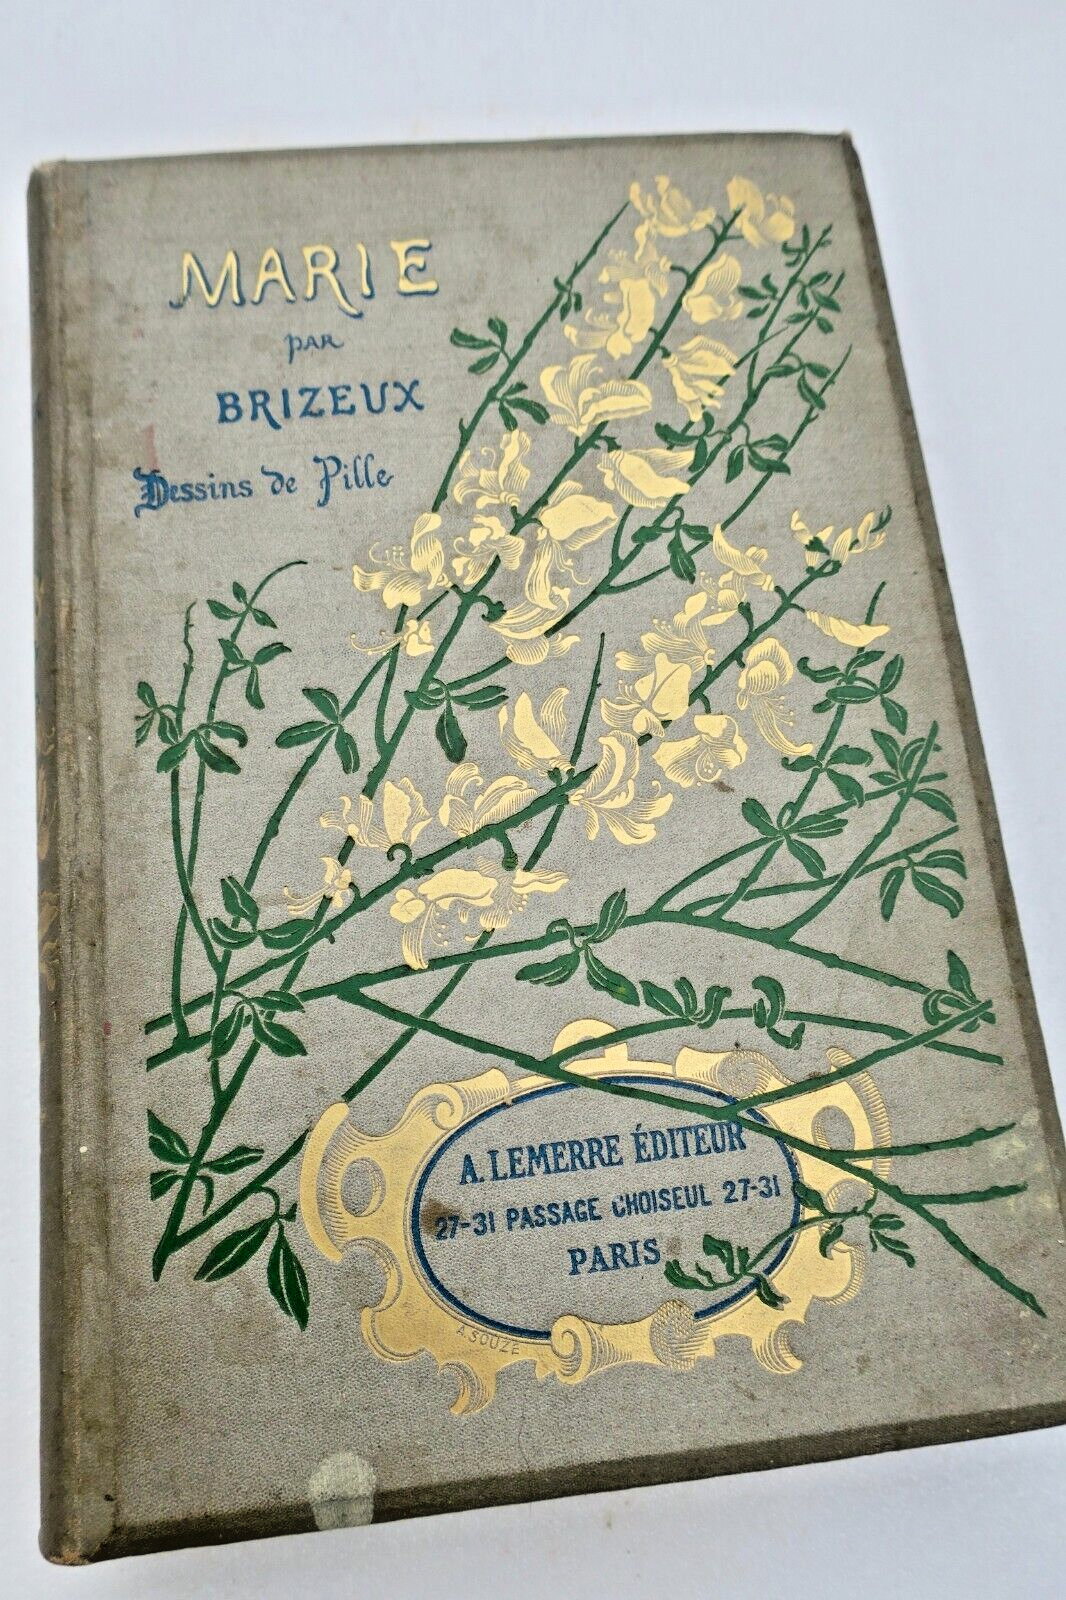 MARIE
PAR
BRIZEUX
Dessins de Pille
A. LEMERRE ÉDITEUR
27-31 PASSAGE CHOISEUL 27-31
PARIS
A. SOUZE